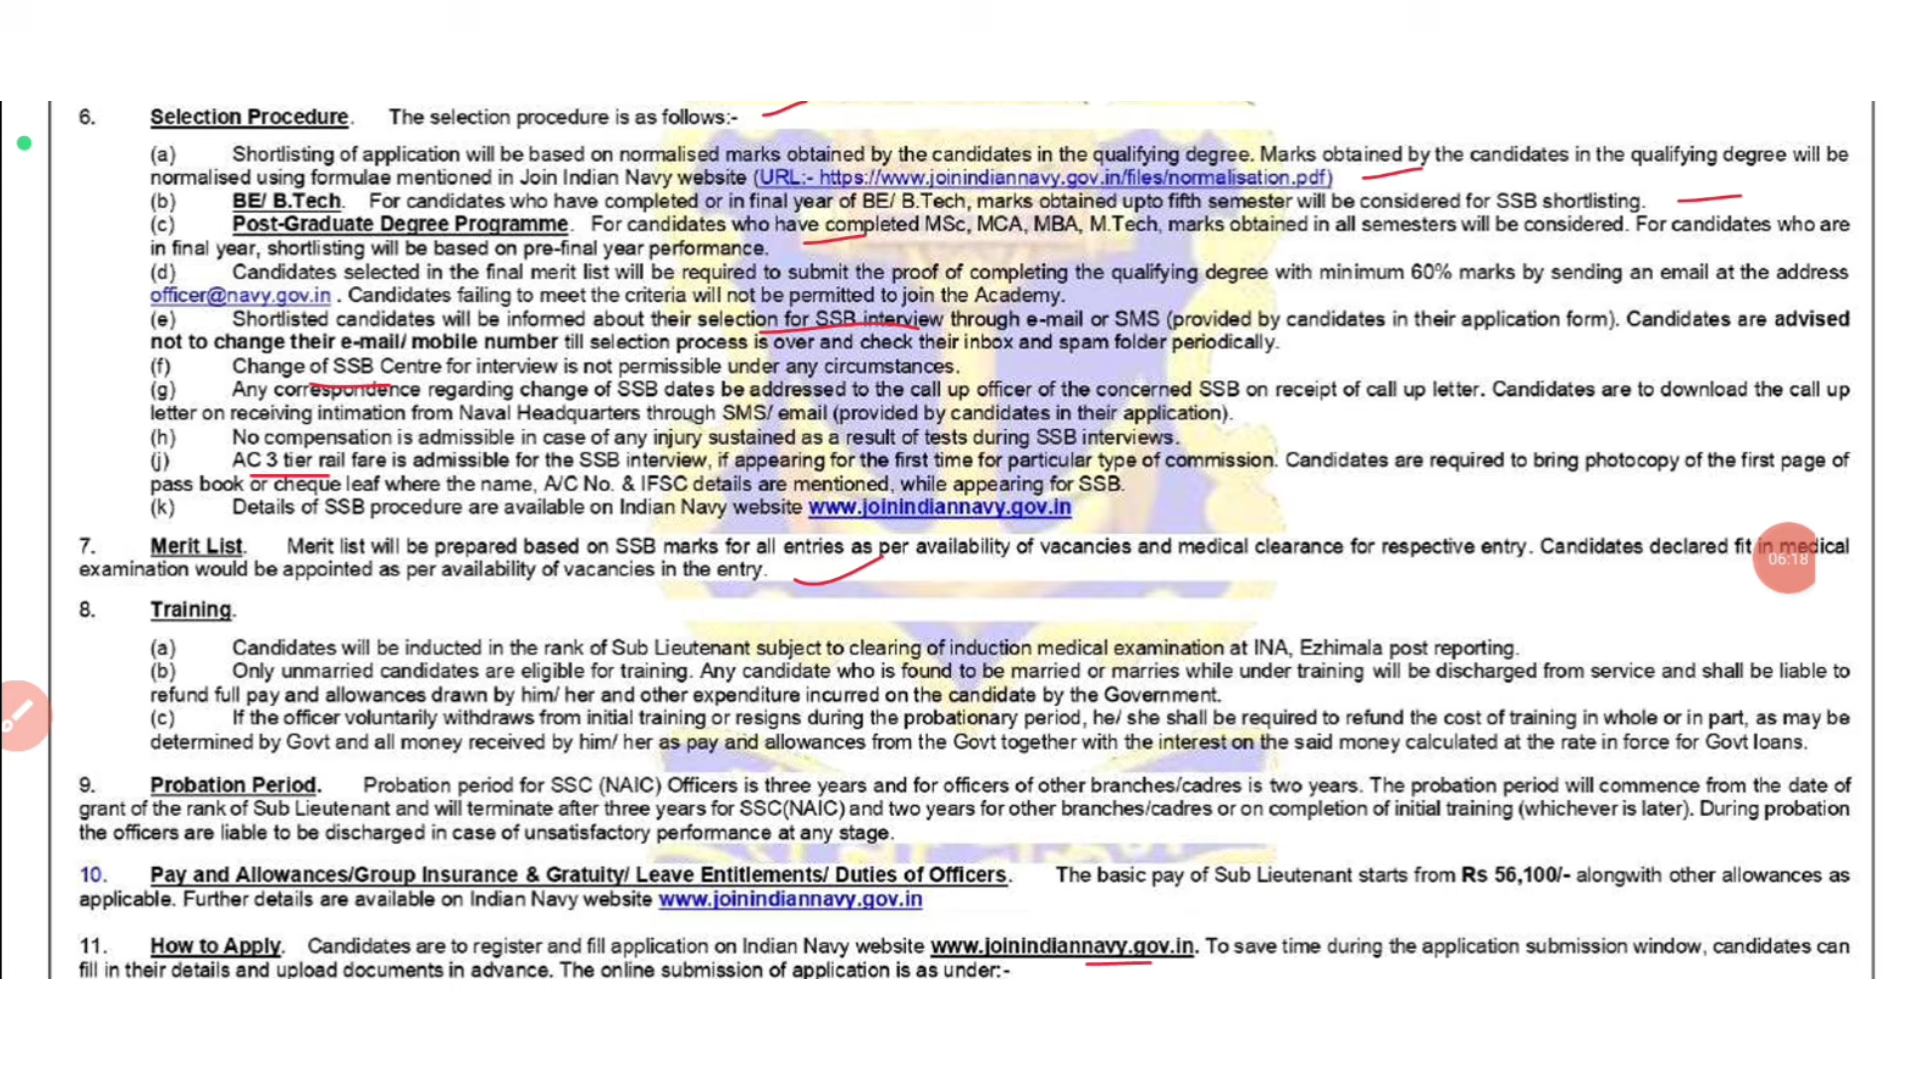 6. Selection Procedure. The selection procedure is as follows:-
(a) Shortlisting of application will be based on normalised marks obtained by the candidates in the qualifying degree. Marks obtained by the candidates in the qualifying degree will be
normalised using formulae mentioned in Join Indian Navy website (URL:- https://www.joinindiannavy.gov.in/files/normalisation.pdf)
(b) BE/ B.Tech. For candidates who have completed or in final year of BE/ B.Tech, marks obtained upto fifth semester will be considered for SSB shortlisting.
(c) Post-Graduate Degree Programme. For candidates who have completed MSc, MCA, MBA, M.Tech, marks obtained in all semesters will be considered. For candidates who are
in final year, shortlisting will be based on pre-final year performance.
(d) Candidates selected in the final merit list will be required to submit the proof of completing the qualifying degree with minimum 60% marks by sending an email at the address
officer@navy.gov.in . Candidates failing to meet the criteria will not be permitted to join the Academy.
(e) Shortlisted candidates will be informed about their selection for SSB interview through e-mail or SMS (provided by candidates in their application form). Candidates are advised
not to change their e-mail/ mobile number till selection process is over and check their inbox and spam folder periodically.
(f) Change of SSB Centre for interview is not permissible under any circumstances.
(g) Any correspondence regarding change of SSB dates be addressed to the call up officer of the concerned SSB on receipt of call up letter. Candidates are to download the call up
letter on receiving intimation from Naval Headquarters through SMS/ email (provided by candidates in their application).
(h) No compensation is admissible in case of any injury sustained as a result of tests during SSB interviews.
(j) AC 3 tier rail fare is admissible for the SSB interview, if appearing for the first time for particular type of commission. Candidates are required to bring photocopy of the first page of
pass book or cheque leaf where the name, A/C No. & IFSC details are mentioned, while appearing for SSB.
(k) Details of SSB procedure are available on Indian Navy website www.joinindiannavy.gov.in
7. Merit List. Merit list will be prepared based on SSB marks for all entries as per availability of vacancies and medical clearance for respective entry. Candidates declared fit in medical
examination would be appointed as per availability of vacancies in the entry.
06:18
8. Training.
(a) Candidates will be inducted in the rank of Sub Lieutenant subject to clearing of induction medical examination at INA, Ezhimala post reporting.
(b) Only unmarried candidates are eligible for training. Any candidate who is found to be married or marries while under training will be discharged from service and shall be liable to
refund full pay and allowances drawn by him/ her and other expenditure incurred on the candidate by the Government.
(c) If the officer voluntarily withdraws from initial training or resigns during the probationary period, he/ she shall be required to refund the cost of training in whole or in part, as may be
determined by Govt and all money received by him/ her as pay and allowances from the Govt together with the interest on the said money calculated at the rate in force for Govt loans.
9. Probation Period. Probation period for SSC (NAIC) Officers is three years and for officers of other branches/cadres is two years. The probation period will commence from the date of
grant of the rank of Sub Lieutenant and will terminate after three years for SSC(NAIC) and two years for other branches/cadres or on completion of initial training (whichever is later). During probation
the officers are liable to be discharged in case of unsatisfactory performance at any stage.
10. Pay and Allowances/Group Insurance & Gratuity/ Leave Entitlements/ Duties of Officers. The basic pay of Sub Lieutenant starts from Rs 56,100/- alongwith other allowances as
applicable. Further details are available on Indian Navy website www.joinindiannavy.gov.in
11. How to Apply. Candidates are to register and fill application on Indian Navy website www.joinindiannavy.gov.in. To save time during the application submission window, candidates can
fill in their details and upload documents in advance. The online submission of application is as under:-